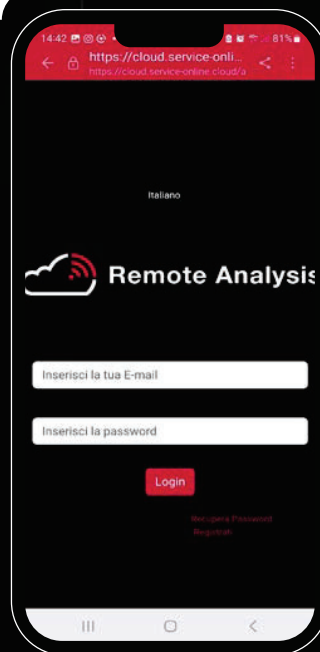 14:42
81%
https://cloud.service-onli...
https://cloud.service-online.cloud/a
Italiano
Remote Analysis
Inserisci la tua E-mail
Inserisci la password
Login
Recupera Password
Registrati